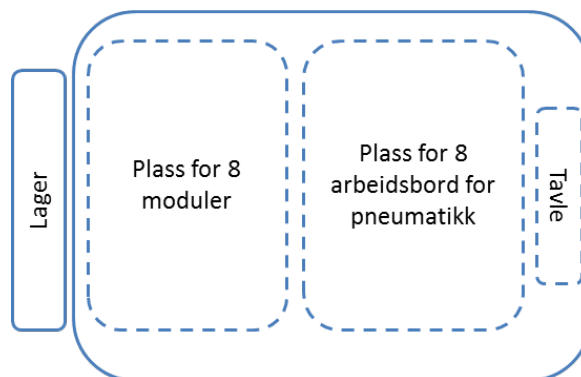 Lager
Plass for 8
moduler
Plass for 8
arbeidsbord for
pneumatikk
Tavle